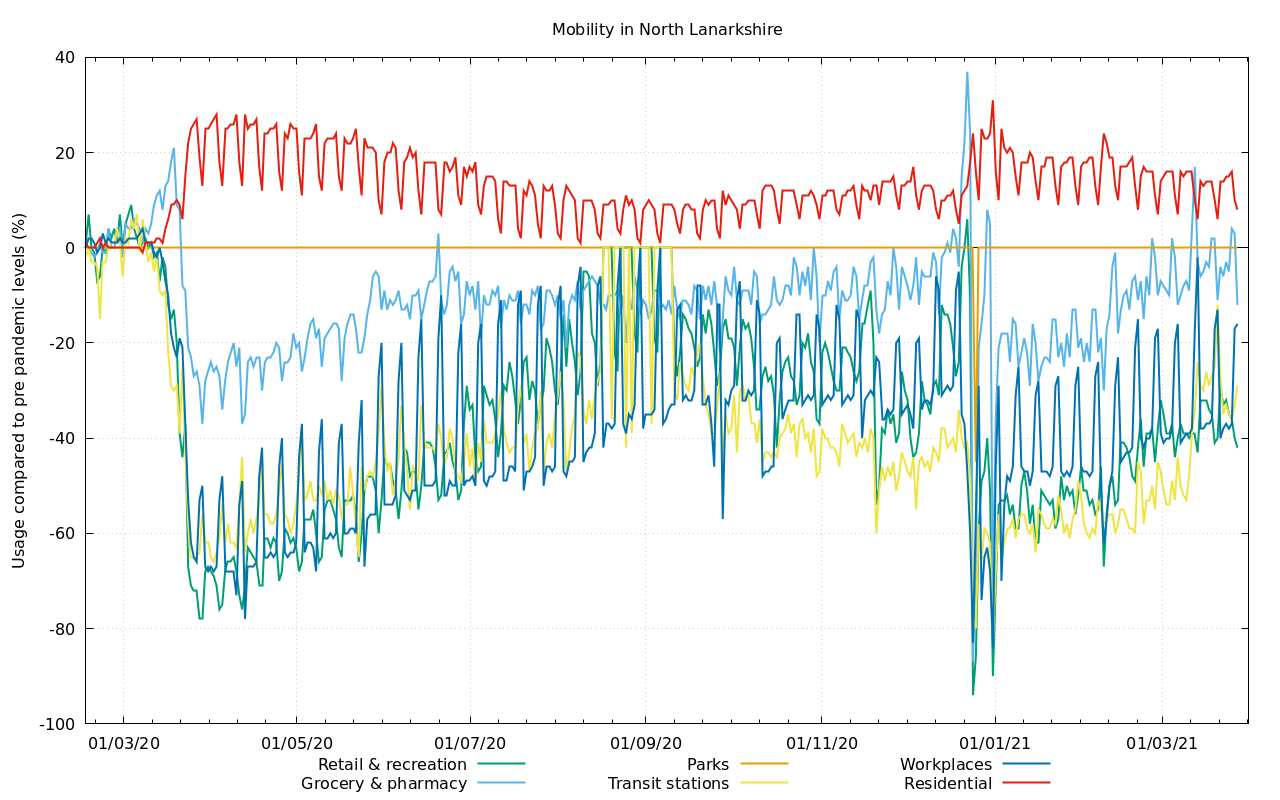 Mobility in North Lanarkshire
Usage compared to pre pandemic levels (%)
40
20
0
-20
-40
-60
-80
-100
01/03/20 01/05/20 01/07/20 01/09/20 01/11/20 01/01/21 01/03/21
Retail & recreation Parks Workplaces
Grocery & pharmacy Transit stations Residential